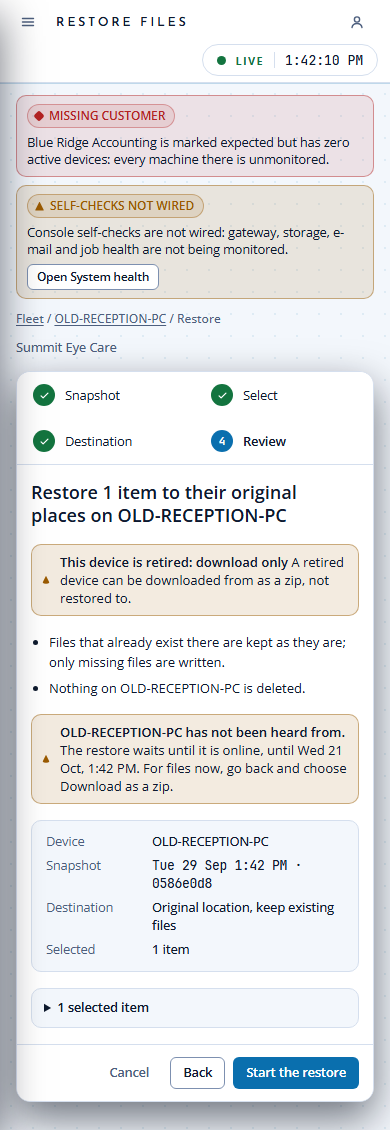 RESTORE FILES
LIVE 1:42:10 PM
MISSING CUSTOMER
Blue Ridge Accounting is marked expected but has zero
active devices: every machine there is unmonitored.
SELF-CHECKS NOT WIRED
Console self-checks are not wired: gateway, storage, e-
mail and job health are not being monitored.
Open System health
Fleet / OLD-RECEPTION-PC / Restore
Summit Eye Care
Snapshot
Select
Destination
4 Review
Restore 1 item to their original
places on OLD-RECEPTION-PC
This device is retired: download only A retired
device can be downloaded from as a zip, not
restored to.
• Files that already exist there are kept as they are;
only missing files are written.
• Nothing on OLD-RECEPTION-PC is deleted.
OLD-RECEPTION-PC has not been heard from.
The restore waits until it is online, until Wed 21
Oct, 1:42 PM. For files now, go back and choose
Download as a zip.
Device OLD-RECEPTION-PC
Snapshot Tue 29 Sep 1:42 PM ·
0586e0d8
Destination Original location, keep existing
files
Selected 1 item
1 selected item
Cancel Back Start the restore